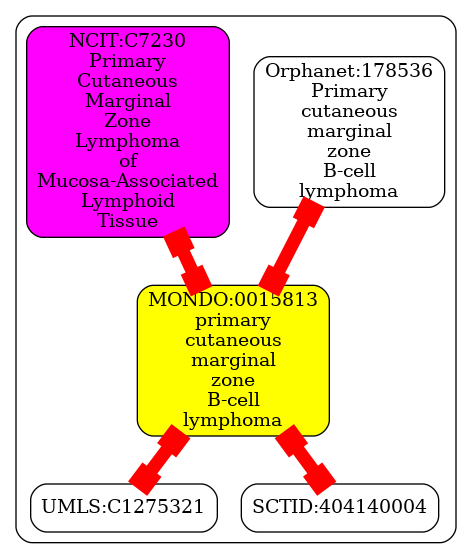 NCIT:C7230
Primary
Cutaneous
Marginal
Zone
Lymphoma
of
Mucosa-Associated
Lymphoid
Tissue
Orphanet:178536
Primary
cutaneous
marginal
zone
B-cell
lymphoma
MONDO:0015813
primary
cutaneous
marginal
zone
B-cell
lymphoma
UMLS:C1275321
SCTID:404140004